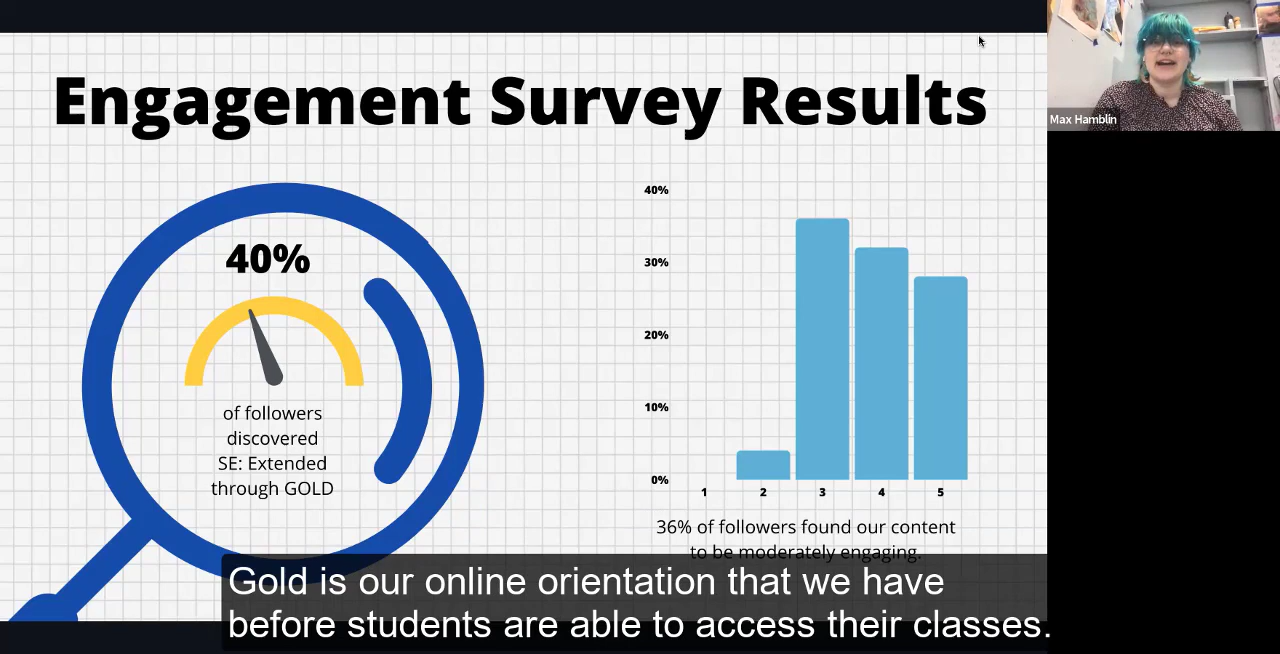 Engagement Survey Results
Max Hamblin
40%
of followers
discovered
SE: Extended
through GOLD
40%
30%
20%
10%
0%
1 2 3 4 5
36% of followers found our content
to be moderately engaging.
Gold is our online orientation that we have
before students are able to access their classes.